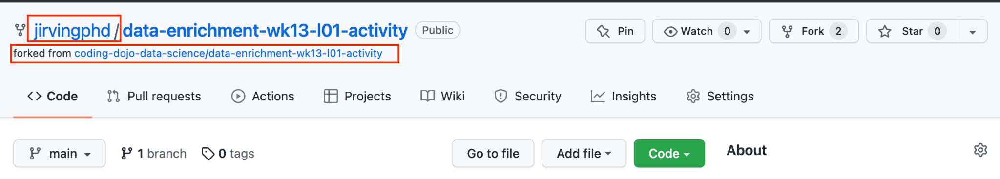 jirvingphd / data-enrichment-wk13-l01-activity Public Pin Watch 0 Fork 2 Star 0
forked from coding-dojo-data-science/data-enrichment-wk13-l01-activity
Code Pull requests Actions Projects Wiki Security Insights Settings
main 1 branch 0 tags Go to file Add file Code About